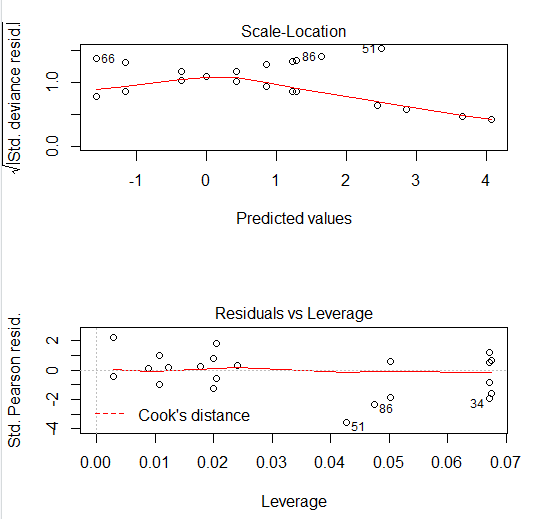 Scale-Location
√|Std. deviance resid.|
0.0 1.0
66 86 51
-1 0 1 2 3 4
Predicted values
Residuals vs Leverage
Std. Pearson resid.
-4 -2 0 2
34
86
51
Cook's distance
0.00 0.01 0.02 0.03 0.04 0.05 0.06 0.07
Leverage